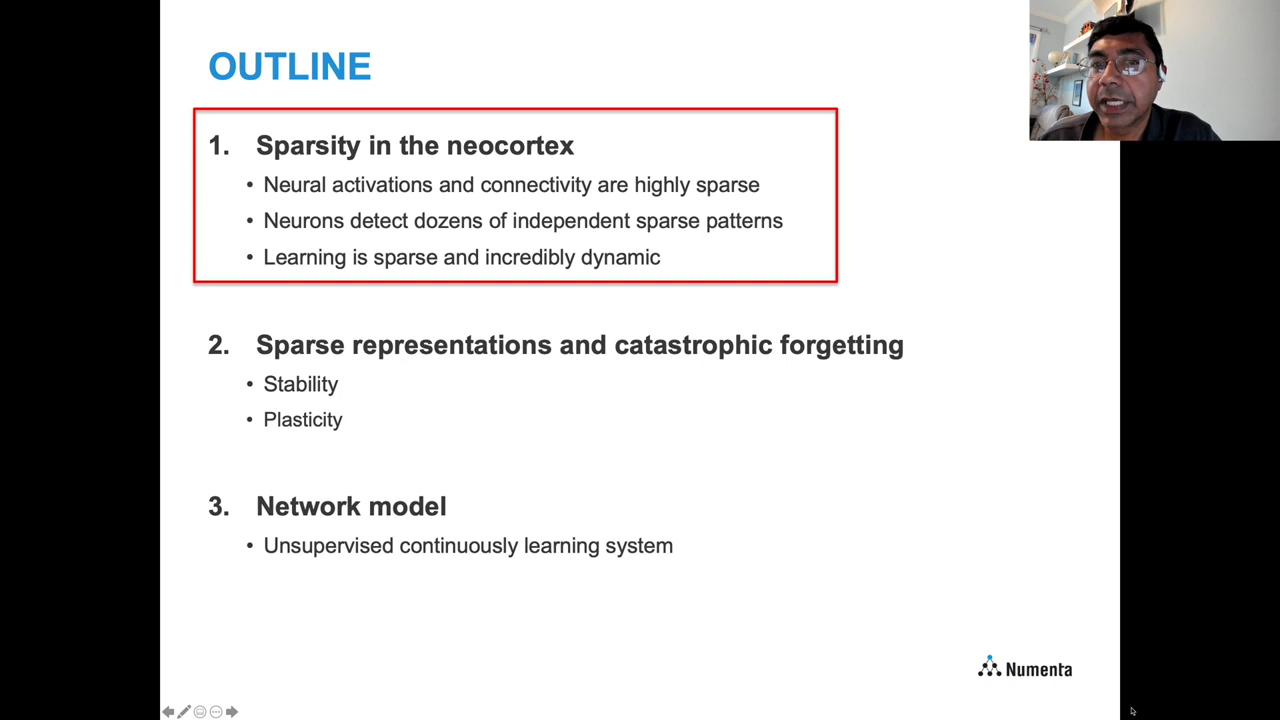 OUTLINE
1. Sparsity in the neocortex
• Neural activations and connectivity are highly sparse
• Neurons detect dozens of independent sparse patterns
• Learning is sparse and incredibly dynamic
2. Sparse representations and catastrophic forgetting
• Stability
• Plasticity
3. Network model
• Unsupervised continuously learning system
Numenta